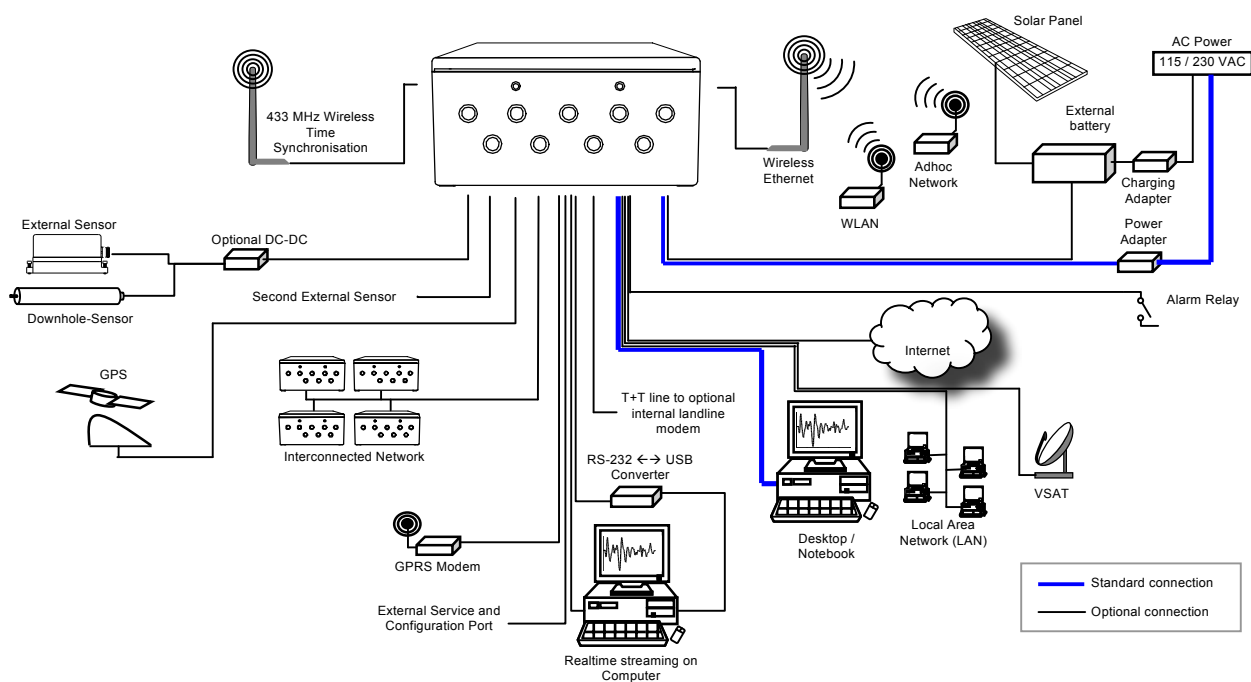 Solar Panel
AC Power
115 / 230 VAC
433 MHz Wireless
Time
Synchronisation
External
battery
Wireless
Ethernet
Adhoc
Network
WLAN
Charging
Adapter
Power
Adapter
External Sensor
Optional DC-DC
Second External Sensor
Downhole-Sensor
Alarm Relay
Internet
GPS
T+T line to optional
internal landline
modem
Interconnected Network
RS-232 ←→ USB
Converter
VSAT
Desktop /
Notebook
Local Area
Network (LAN)
GPRS Modem
External Service and
Configuration Port
Realtime streaming on
Computer
Standard connection
Optional connection